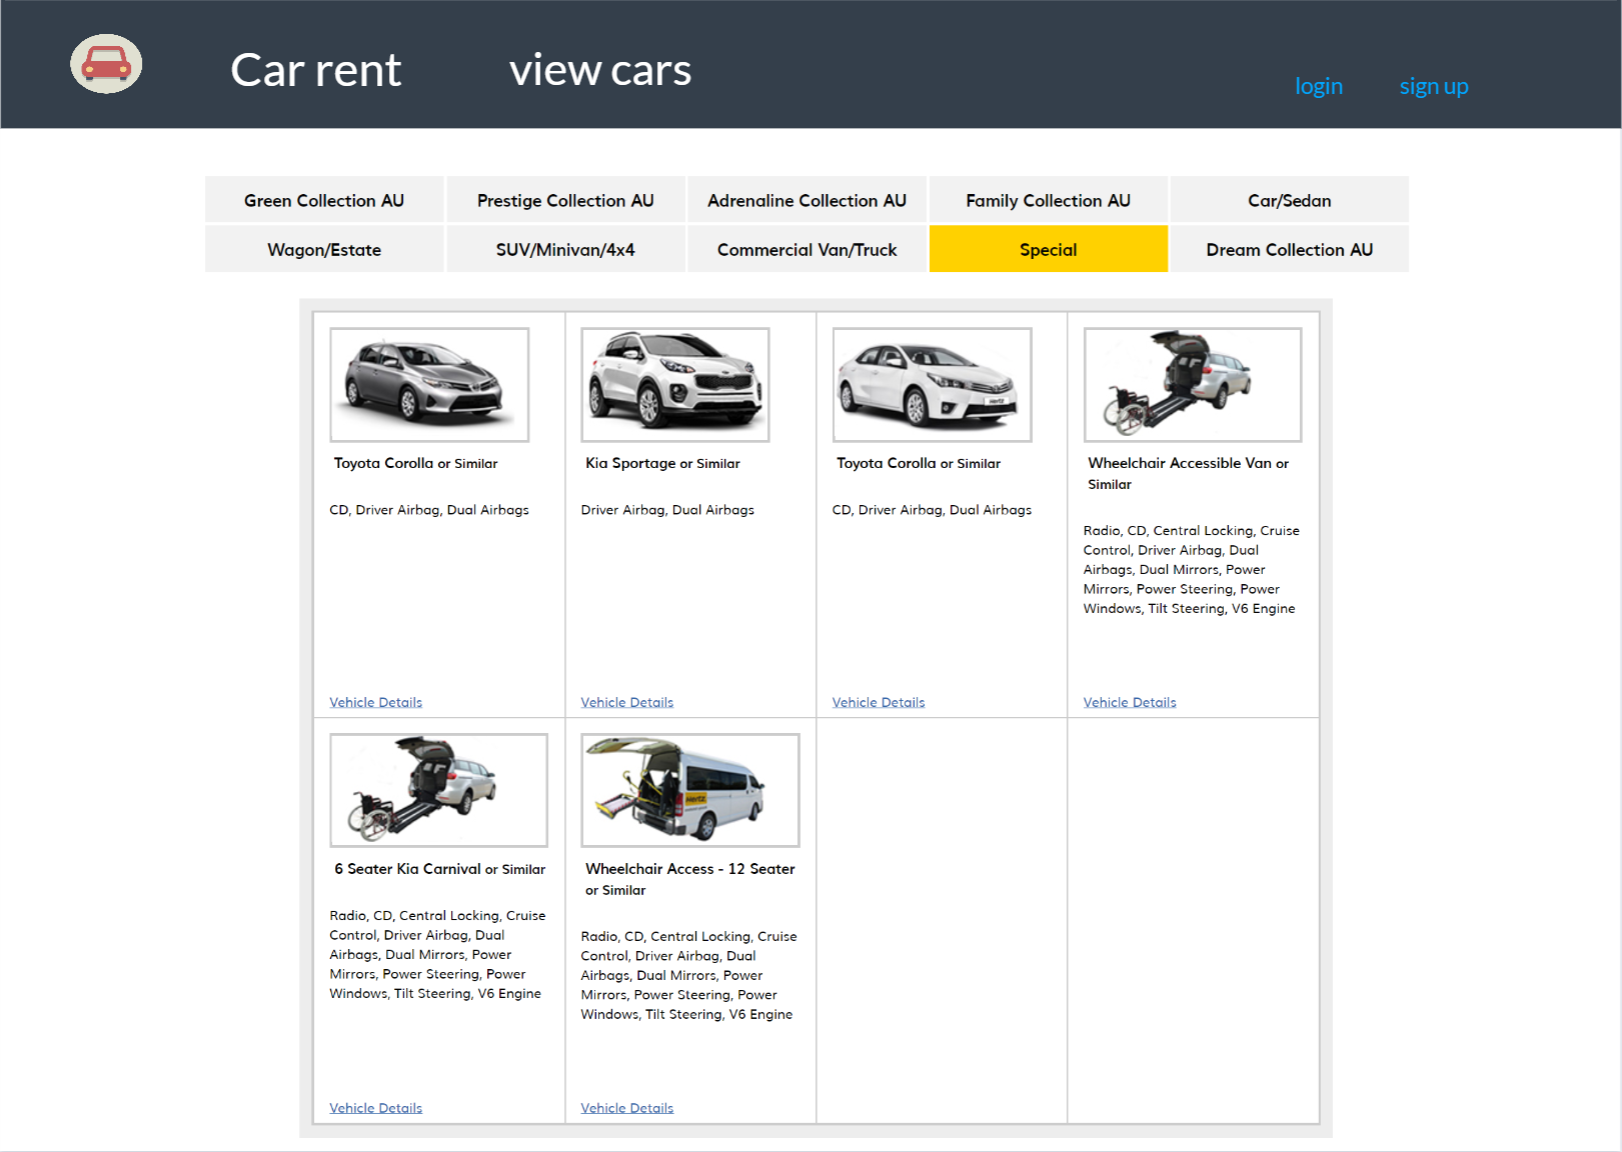 Car rent
view cars
login
sign up
Green Collection AU
Prestige Collection AU
Adrenaline Collection AU
Family Collection AU
Car/Sedan
Wagon/Estate
SUV/Minivan/4x4
Commercial Van/Truck
Special
Dream Collection AU
Toyota Corolla or Similar
CD, Driver Airbag, Dual Airbags
Vehicle Details
Kia Sportage or Similar
Driver Airbag, Dual Airbags
Vehicle Details
Hertz
Toyota Corolla or Similar
CD, Driver Airbag, Dual Airbags
Vehicle Details
Wheelchair Accessible Van or
Similar
Radio, CD, Central Locking, Cruise
Control, Driver Airbag, Dual
Airbags, Dual Mirrors, Power
Mirrors, Power Steering, Power
Windows, Tilt Steering, V6 Engine
Vehicle Details
6 Seater Kia Carnival or Similar
Radio, CD, Central Locking, Cruise
Control, Driver Airbag, Dual
Airbags, Dual Mirrors, Power
Mirrors, Power Steering, Power
Windows, Tilt Steering, V6 Engine
Vehicle Details
Hertz
Wheelchair Access - 12 Seater
or Similar
Radio, CD, Central Locking, Cruise
Control, Driver Airbag, Dual
Airbags, Dual Mirrors, Power
Mirrors, Power Steering, Power
Windows, Tilt Steering, V6 Engine
Vehicle Details